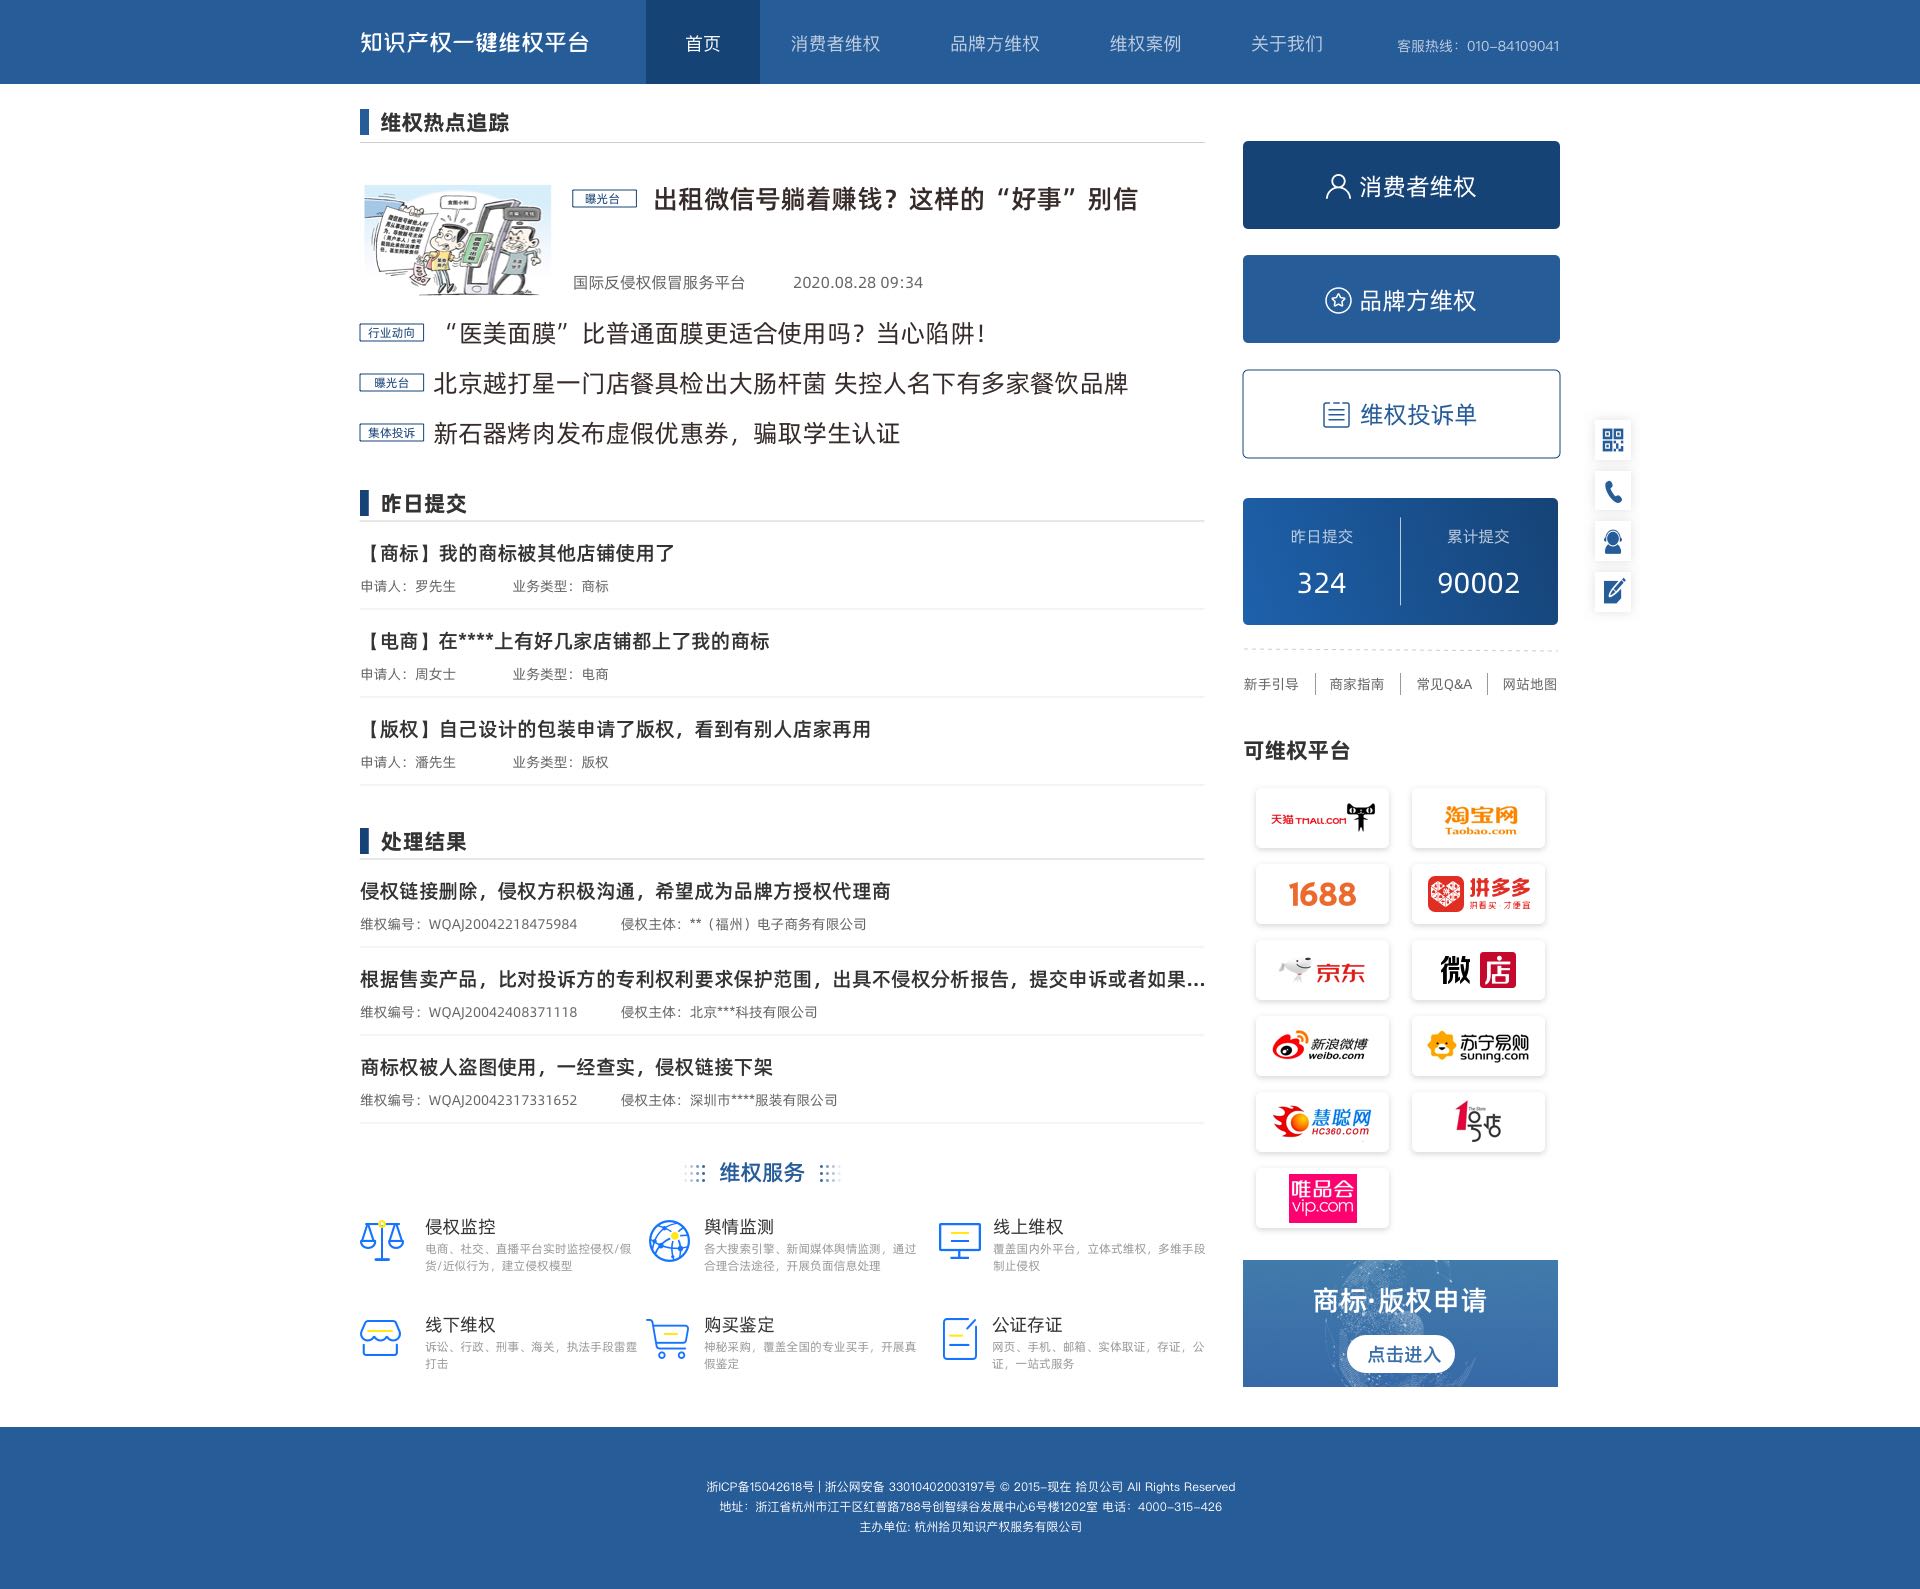 知识产权一键维权平台
首页
消费者维权
品牌方维权
维权案例
关于我们
客服热线：010-84109041
维权热点追踪
曝光台
出租微信号躺着赚钱？这样的“好事”别信
国际反侵权假冒服务平台
2020.08.28 09:34
行业动向
“医美面膜”比普通面膜更适合使用吗？当心陷阱！
曝光台
北京越打星一门店餐具检出大肠杆菌 失控人名下有多家餐饮品牌
集体投诉
新石器烤肉发布虚假优惠券，骗取学生认证
昨日提交
【商标】我的商标被其他店铺使用了
申请人：罗先生
业务类型：商标
【电商】在****上有好几家店铺都上了我的商标
申请人：周女士
业务类型：电商
【版权】自己设计的包装申请了版权，看到有别人店家再用
申请人：潘先生
业务类型：版权
处理结果
侵权链接删除，侵权方积极沟通，希望成为品牌方授权代理商
维权编号：WQAJ20042218475984
侵权主体：**（福州）电子商务有限公司
根据售卖产品，比对投诉方的专利权利要求保护范围，出具不侵权分析报告，提交申诉或者如果...
维权编号：WQAJ20042408371118
侵权主体：北京***科技有限公司
商标权被人盗图使用，一经查实，侵权链接下架
维权编号：WQAJ20042317331652
侵权主体：深圳市****服装有限公司
维权服务
侵权监控
电商、社交、直播平台实时监控侵权/假
货/近似行为，建立侵权模型
舆情监测
各大搜索引擎、新闻媒体舆情监测，通过
合理合法途径，开展负面信息处理
线上维权
覆盖国内外平台，立体式维权，多维手段
制止侵权
线下维权
诉讼、行政、刑事、海关，执法手段雷霆
打击
购买鉴定
神秘采购，覆盖全国的专业买手，开展真
假鉴定
公证存证
网页、手机、邮箱、实体取证，存证，公
证，一站式服务
消费者维权
品牌方维权
维权投诉单
昨日提交
324
累计提交
90002
新手引导
商家指南
常见Q&A
网站地图
可维权平台
天猫TMALL.COM
淘宝网
Taobao.com
1688
拼多多
拼着买·才便宜
京东
微店
新浪微博
weibo.com
苏宁易购
suning.com
慧聪网
HC360.com
1号店
唯品会
vip.com
商标·版权申请
点击进入
浙ICP备15042618号 | 浙公网安备 33010402003197号 © 2015-现在 拾贝公司 All Rights Reserved
地址：浙江省杭州市江干区红普路788号创智绿谷发展中心6号楼1202室 电话：4000-315-426
主办单位: 杭州拾贝知识产权服务有限公司